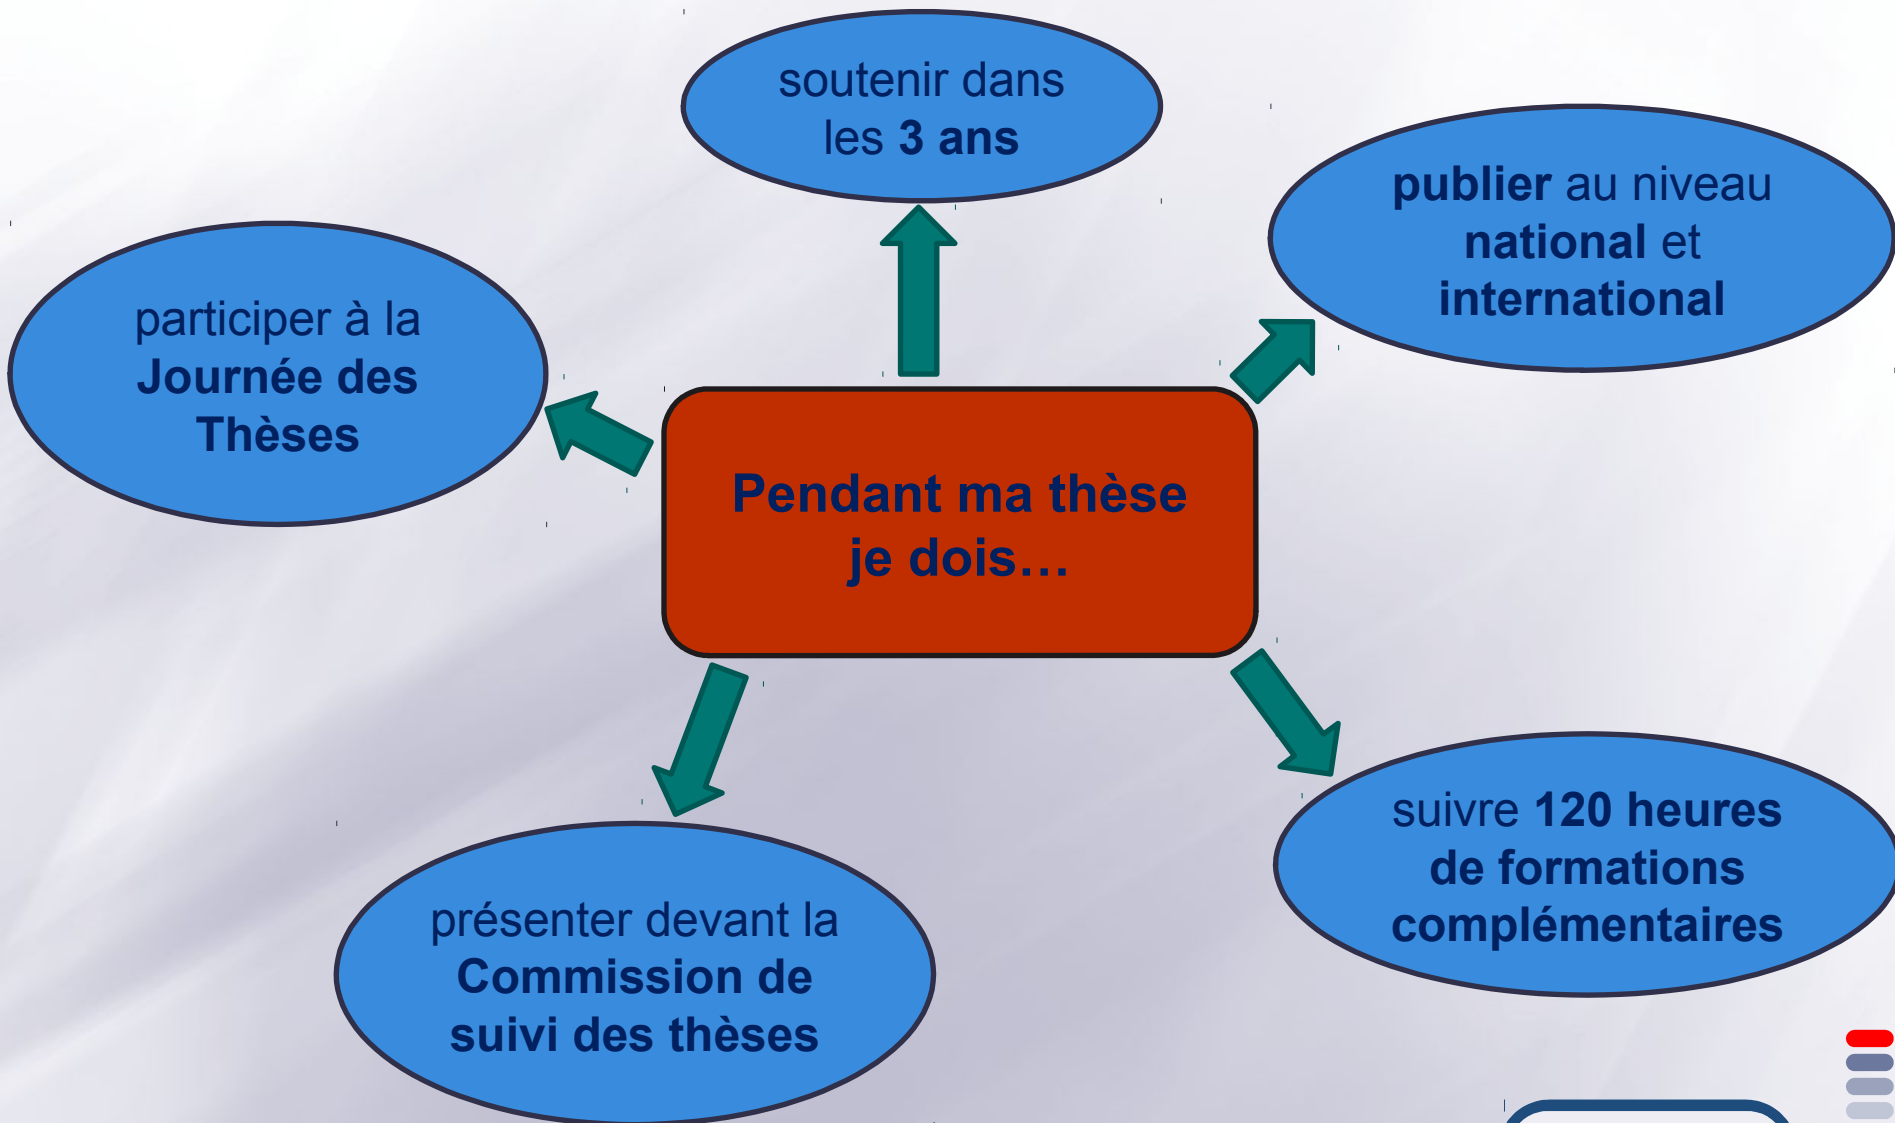 soutenir dans
les 3 ans
publier au niveau
national et
international
participer à la
Journée des
Thèses
Pendant ma thèse
je dois…
suivre 120 heures
de formations
complémentaires
présenter devant la
Commission de
suivi des thèses